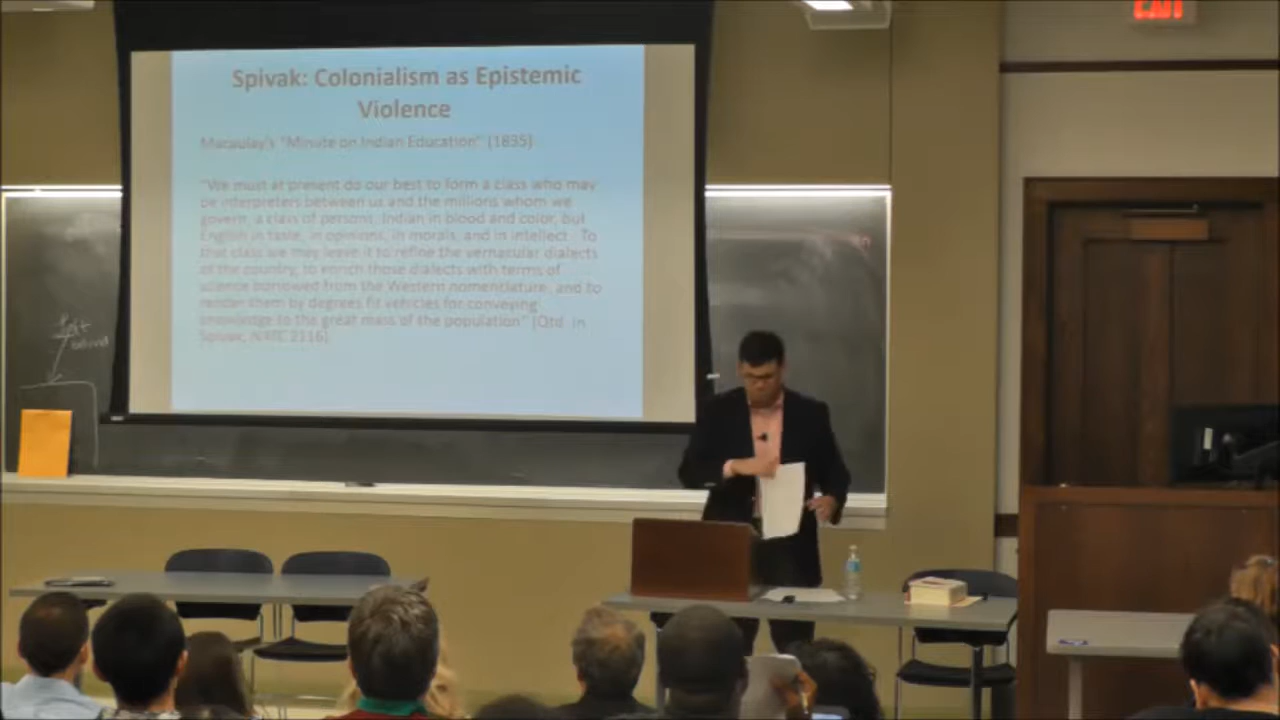 EXIT
Spivak: Colonialism as Epistemic
Violence
Macaulay's "Minute on Indian Education" (1835)
"We must at present do our best to form a class who may
be interpreters between us and the millions whom we
govern, a class of persons, Indian in blood and color, but
English in taste, in opinions, in morals, and in intellect. To
that class we may leave it to refine the vernacular dialects
of the country, to enrich those dialects with terms of
science borrowed from the Western nomenclature, and to
render them by degrees fit vehicles for conveying
knowledge to the great mass of the population" (Qtd. in
Spivak, NATC 2116)